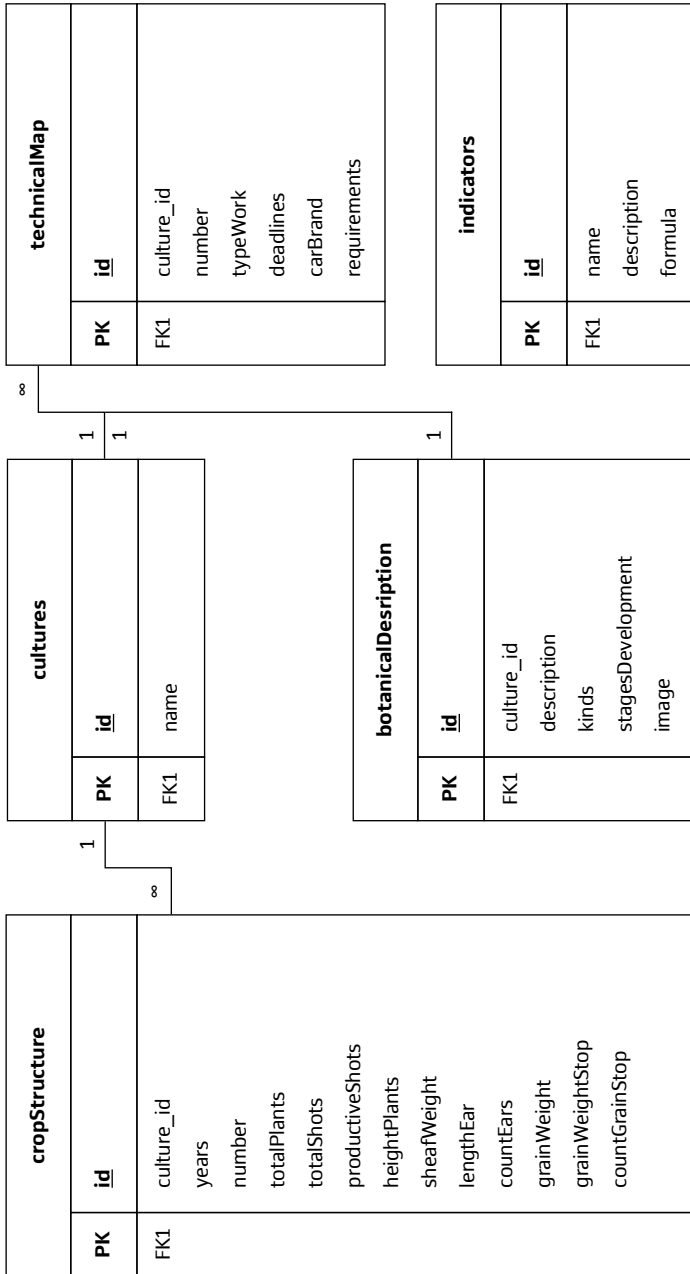 cropStructure
PK id
FK1 culture_id
years
number
totalPlants
totalShots
productiveShots
heightPlants
sheafWeight
lengthEar
countEars
grainWeight
grainWeightStop
countGrainStop
∞
1
cultures
PK id
FK1 name
1
1
∞
botanicalDesription
PK id
FK1 culture_id
description
kinds
stagesDevelopment
image
1
technicalMap
PK id
FK1 culture_id
number
typeWork
deadlines
carBrand
requirements
indicators
PK id
FK1 name
description
formula